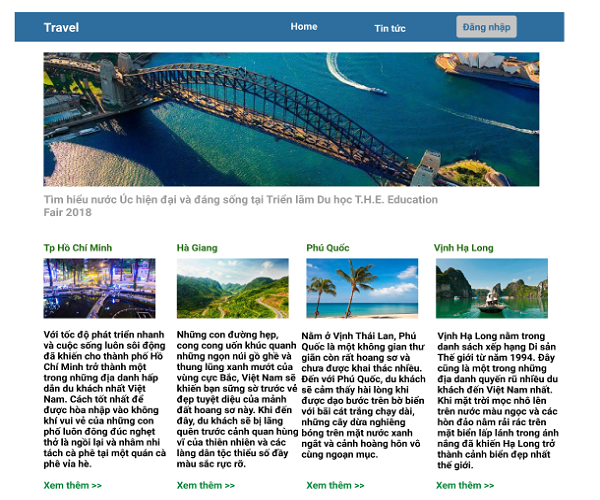 Travel Home Tin tức Đăng nhập
Tìm hiểu nước Úc hiện đại và đáng sống tại Triển lãm Du học T.H.E. Education
Fair 2018
Tp Hồ Chí Minh
Với tốc độ phát triển nhanh
và cuộc sống luôn sôi động
đã khiến cho thành phố Hồ
Chí Minh trở thành một
trong những địa danh hấp
dẫn du khách nhất Việt
Nam. Cách tốt nhất để
được hòa nhập vào không
khí vui vẻ của những con
phố luôn đông đúc nghẹt
thở là ngồi lại và nhâm nhi
tách cà phê tại một quán cà
phê vỉa hè.
Xem thêm >>
Hà Giang
Những con đường hẹp,
cong cong uốn khúc quanh
những ngọn núi gồ ghề và
thung lũng xanh mướt của
vùng cực Bắc, Việt Nam sẽ
khiến bạn sững sờ trước vẻ
đẹp tuyệt diệu của mảnh
đất hoang sơ này. Khi đến
đây, du khách sẽ bị lãng
quên trước cảnh quan hùng
vĩ của thiên nhiên và các
làng dân tộc thiểu số đầy
màu sắc rực rỡ.
Xem thêm >>
Phú Quốc
Nằm ở Vịnh Thái Lan, Phú
Quốc là một không gian thư
giãn còn rất hoang sơ và
chưa được khai thác nhiều.
Đến với Phú Quốc, du khách
sẽ cảm thấy hài lòng khi
được dạo bước trên bờ biển
với bãi cát trắng chạy dài,
những cây dừa nghiêng
bóng trên mặt nước xanh
ngắt và cảnh hoàng hôn vô
cùng ngoạn mục.
Xem thêm >>
Vịnh Hạ Long
Vịnh Hạ Long nằm trong
danh sách xếp hạng Di sản
Thế giới từ năm 1994. Đây
cũng là một trong những
địa danh quyến rũ nhiều du
khách đến Việt Nam nhất.
Khi mặt trời mọc nhô lên
trên nước màu ngọc và các
hòn đảo nằm rải rác trên
mặt biển lấp lánh trong ánh
nắng đã khiến Hạ Long trở
thành cảnh biển đẹp nhất
thế giới.
Xem thêm >>